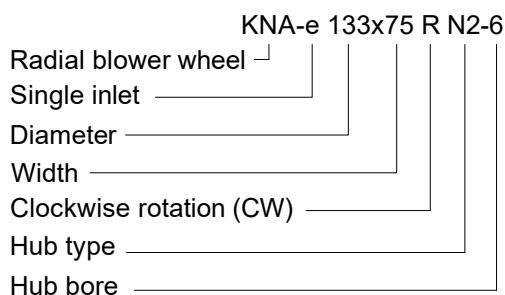 KNA-e 133x75 R N2-6
Radial blower wheel
Single inlet
Diameter
Width
Clockwise rotation (CW)
Hub type
Hub bore